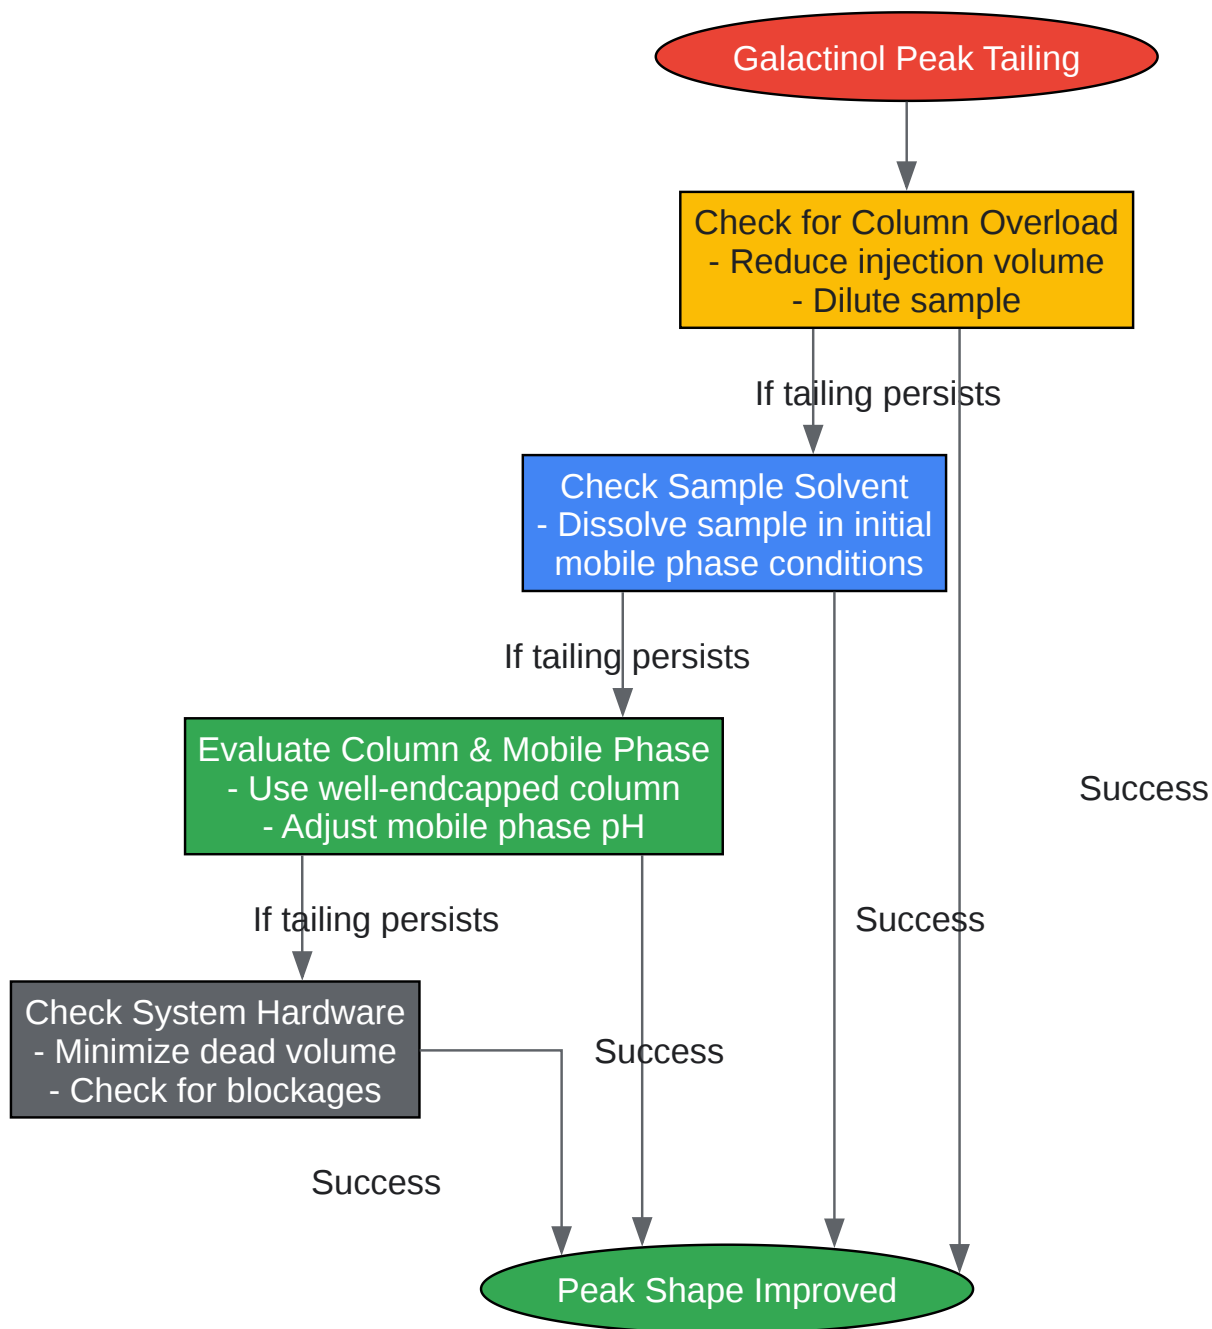 Galactinol Peak Tailing
Check for Column Overload
- Reduce injection volume
- Dilute sample
If tailing persists
Check Sample Solvent
- Dissolve sample in initial
mobile phase conditions
If tailing persists
Evaluate Column & Mobile Phase
- Use well-endcapped column
- Adjust mobile phase pH
Success
If tailing persists
Success
Check System Hardware
- Minimize dead volume
- Check for blockages
Success
Success
Peak Shape Improved